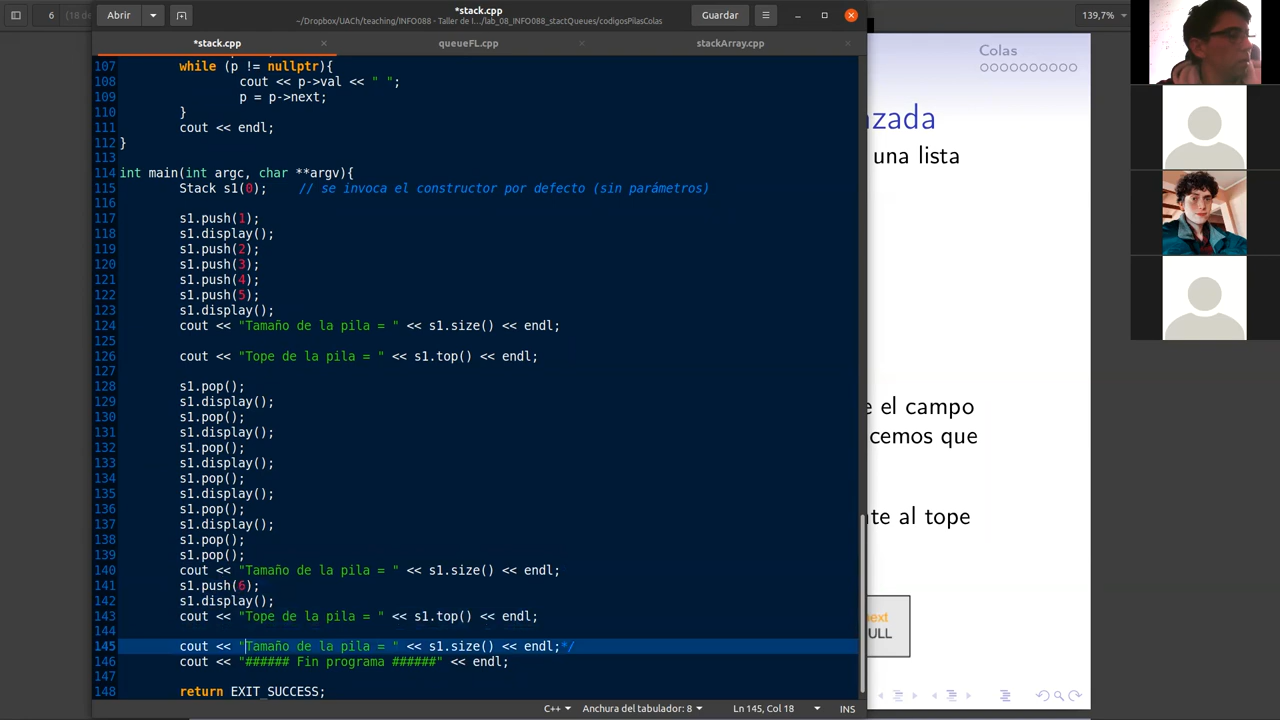 *stack.cpp
~/Dropbox/UACh/teaching/INFO088 - Taller de I.../lab_08_INFO088_stactQueues/codigosPilasColas
Abrir
Guardar
6 (18 de
139,7%
*stack.cpp
queueFL.cpp
stackArray.cpp
107 while (p != nullptr){
108 cout << p->val << " ";
109 p = p->next;
110 }
111 cout << endl;
112 }
113
114 int main(int argc, char **argv){
115 Stack s1(0); // se invoca el constructor por defecto (sin parámetros)
116
117 s1.push(1);
118 s1.display();
119 s1.push(2);
120 s1.push(3);
121 s1.push(4);
122 s1.push(5);
123 s1.display();
124 cout << "Tamaño de la pila = " << s1.size() << endl;
125
126 cout << "Tope de la pila = " << s1.top() << endl;
127
128 s1.pop();
129 s1.display();
130 s1.pop();
131 s1.display();
132 s1.pop();
133 s1.display();
134 s1.pop();
135 s1.display();
136 s1.pop();
137 s1.display();
138 s1.pop();
139 s1.pop();
140 cout << "Tamaño de la pila = " << s1.size() << endl;
141 s1.push(6);
142 s1.display();
143 cout << "Tope de la pila = " << s1.top() << endl;
144
145 cout << "Tamaño de la pila = " << s1.size() << endl;*/
146 cout << "###### Fin programa ######" << endl;
147
148 return EXIT_SUCCESS;
C++ Anchura del tabulador: 8 Ln 145, Col 18 INS
Colas
zada
una lista
e el campo
cemos que
te al tope
ext
ULL